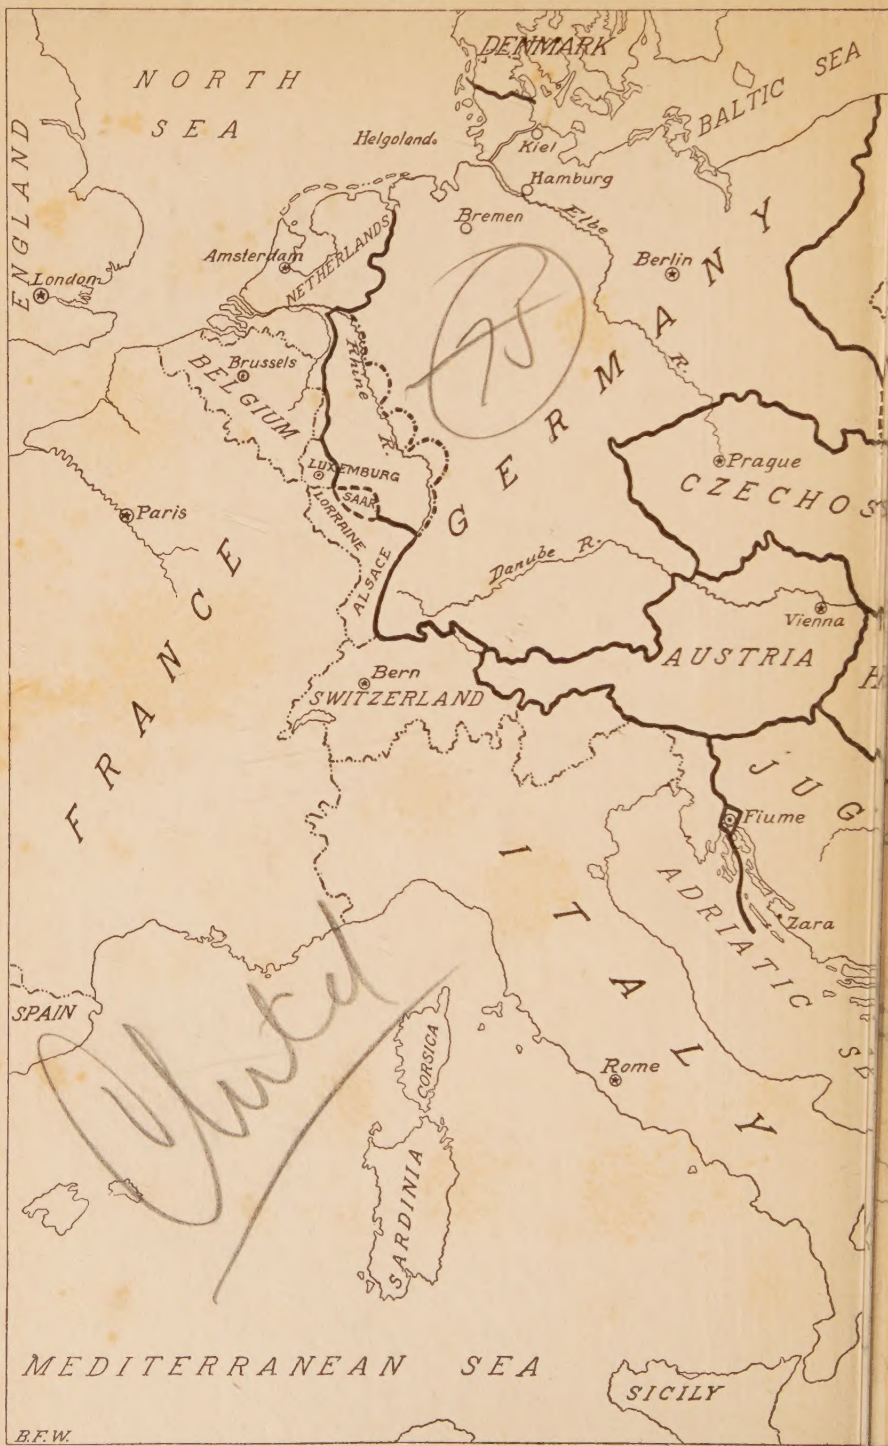 DENMARK
NORTH
SEA
BALTIC SEA
ENGLAND
Helgoland
Kiel
Hamburg
Bremen
Elbe
R.
Amsterdam
NETHERLANDS
London
Berlin
GERMANY
75
Rhine
R.
BELGIUM
Brussels
Prague
CZECHOS
LUXEMBURG
SAAR
LORRAINE
Paris
ALSACE
Danube R.
Vienna
FRANCE
AUSTRIA
H
Bern
SWITZERLAND
JUG
Fiume
ITALY
ADRIATIC
Zara
S
SPAIN
CORSICA
Rome
SARDINIA
MEDITERRANEAN SEA
SICILY
B.F.W.